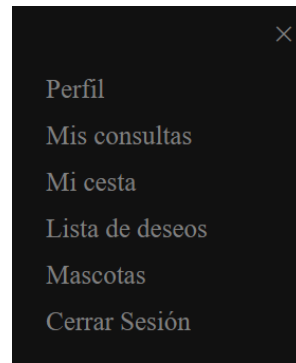 Perfil
Mis consultas
Mi cesta
Lista de deseos
Mascotas
Cerrar Sesión